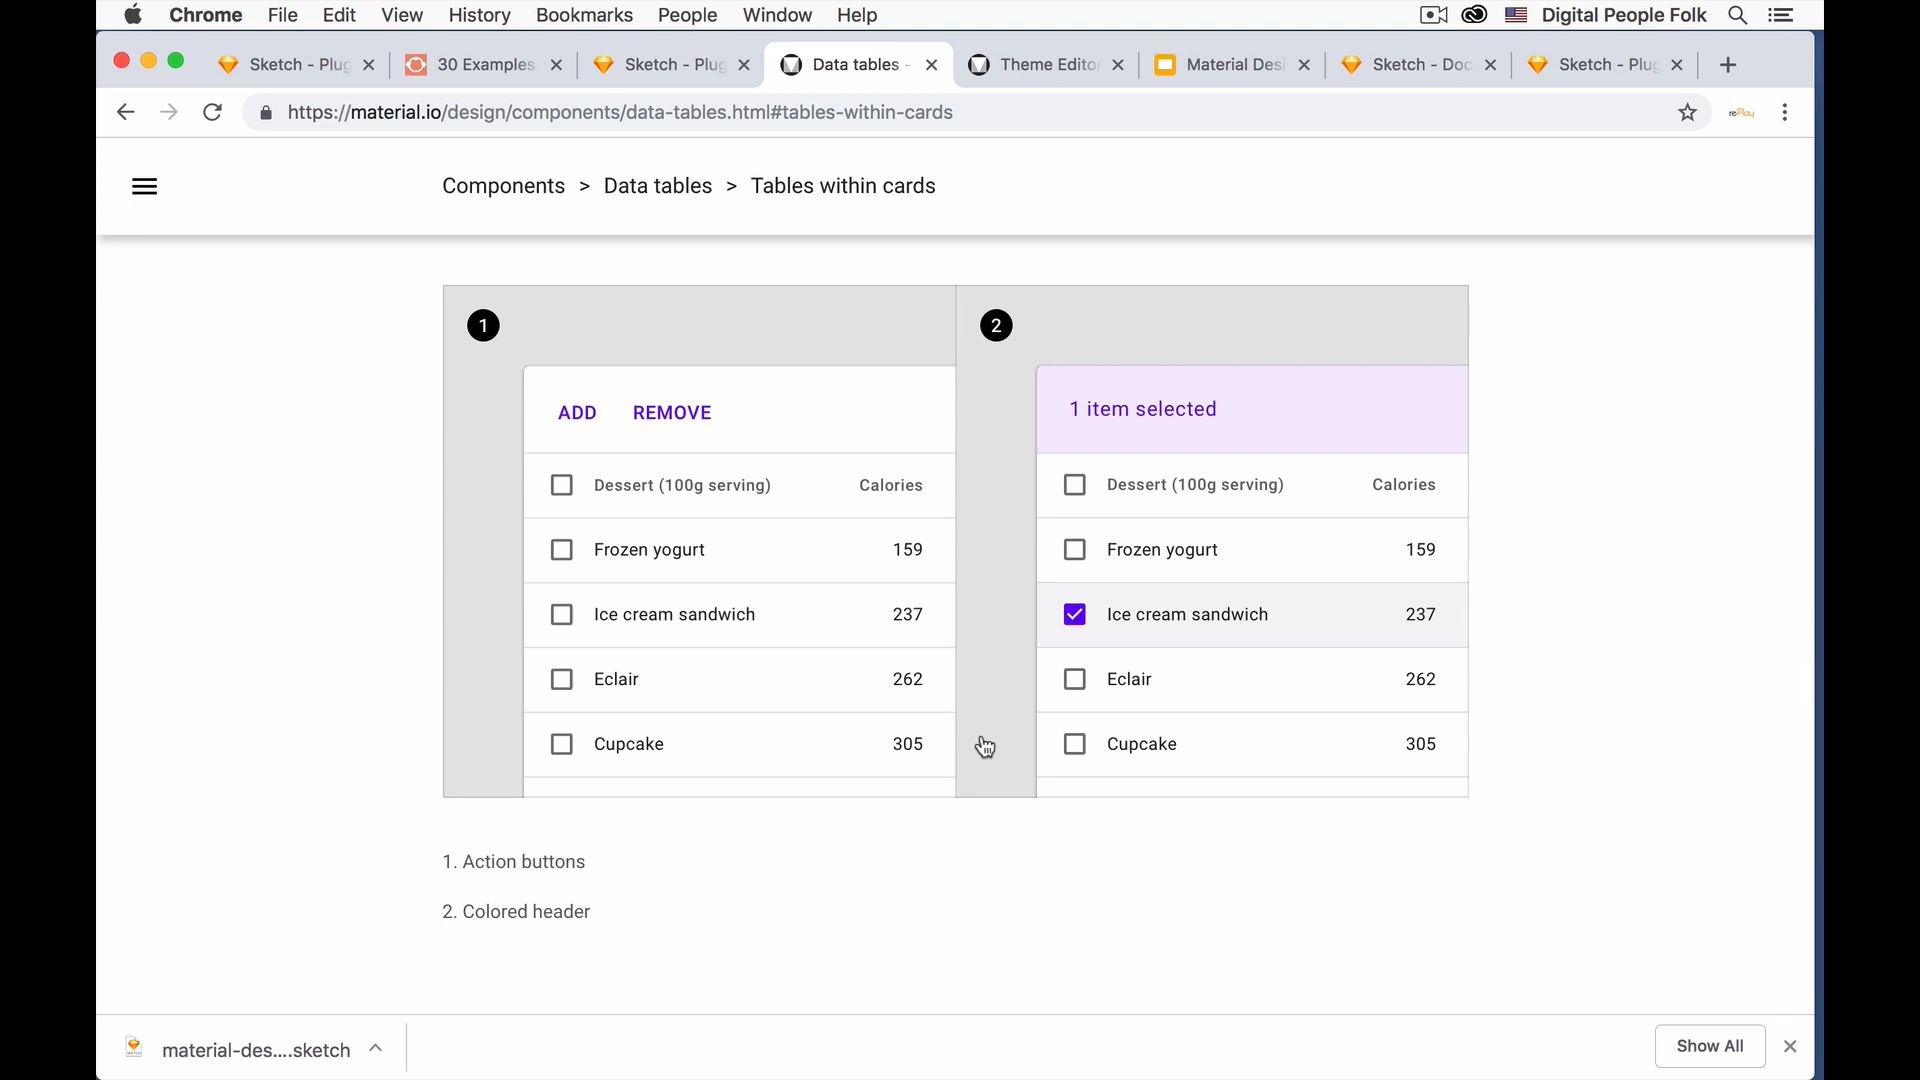 Chrome File Edit View History Bookmarks People Window Help Digital People Folk
Sketch - Plug 30 Examples Sketch - Plug Data tables - Theme Editor Material Desi Sketch - Doc Sketch - Plug
https://material.io/design/components/data-tables.html#tables-within-cards rePlay
Components > Data tables > Tables within cards
1 2
ADD REMOVE
1 item selected
Dessert (100g serving) Calories
Frozen yogurt 159
Ice cream sandwich 237
Eclair 262
Cupcake 305
Dessert (100g serving) Calories
Frozen yogurt 159
Ice cream sandwich 237
Eclair 262
Cupcake 305
1. Action buttons
2. Colored header
material-des....sketch Show All